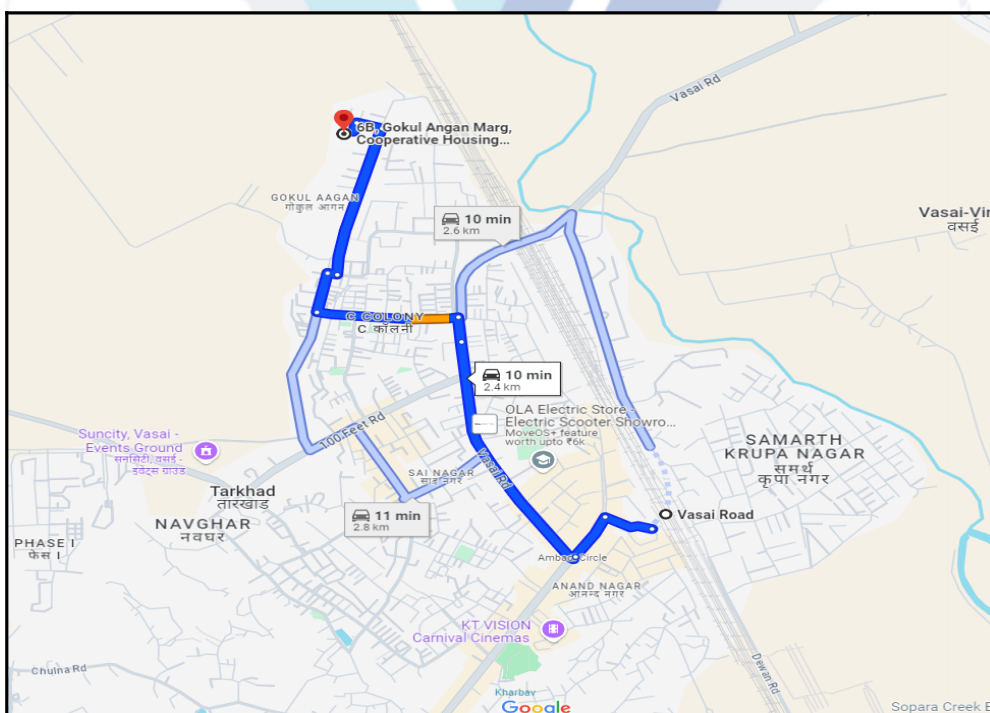 Vasai Rd
6B, Gokul Angan Marg,
Cooperative Housing...
GOKUL AAGAN
गोकुल आंगन
10 min
2.6 km
Vasai-Vir
वसई
C COLONY
C कॉलनी
10 min
2.4 km
OLA Electric Store -
Electric Scooter Showro...
MoveOS+ feature
worth upto ₹6k
100 Feet Rd
Suncity, Vasai -
Events Ground
सनसिटी, वसई -
इवेंट्स ग्राउंड
SAMARTH
KRUPA NAGAR
समर्थ
कृपा नगर
SAI NAGAR
साई नगर
Vasai Rd
Tarkhad
तारखाड
NAVGHAR
नवघर
11 min
2.8 km
Vasai Road
PHASE I
फेस I
Circle
ANAND NAGAR
आनन्द नगर
KT VISION
Carnival Cinemas
Chulna Rd
Dewan Rd
Kharbav
Google
Sopara Creek B